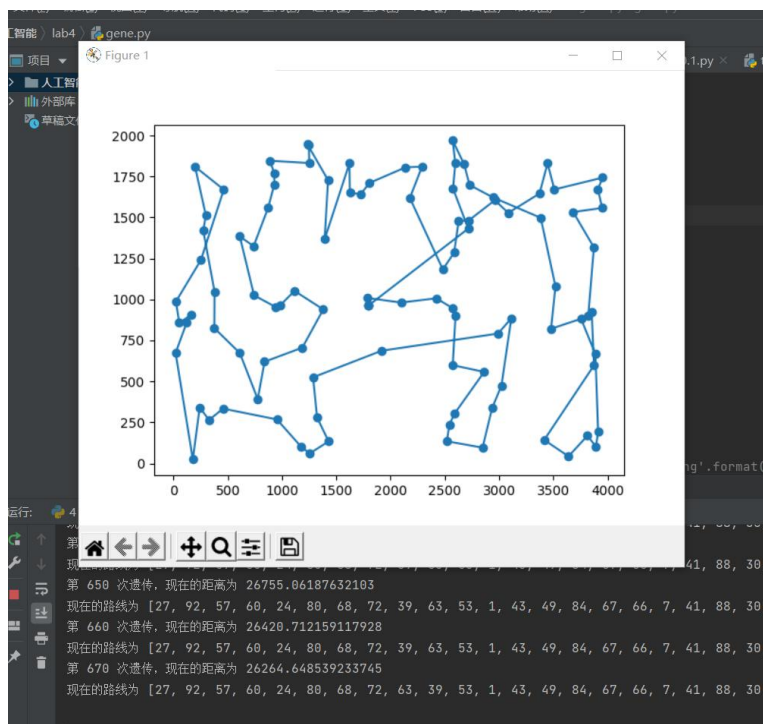 工智能 〉 lab4 〉 gene.py
Figure 1
项目
.1.py
人工智能
外部库
草稿文件
2000
1750
1500
1250
1000
750
500
250
0
0 500 1000 1500 2000 2500 3000 3500 4000
ng'.format(
运行: 4
第 650 次遗传，现在的距离为 26755.06187632103
现在的路线为 [27, 92, 57, 60, 24, 80, 68, 72, 39, 63, 53, 1, 43, 49, 84, 67, 66, 7, 41, 88, 30
第 660 次遗传，现在的距离为 26420.712159117928
现在的路线为 [27, 92, 57, 60, 24, 80, 68, 72, 39, 63, 53, 1, 43, 49, 84, 67, 66, 7, 41, 88, 30
第 670 次遗传，现在的距离为 26264.648539233745
现在的路线为 [27, 92, 57, 60, 24, 80, 68, 72, 63, 39, 53, 1, 43, 49, 84, 67, 66, 7, 41, 88, 30